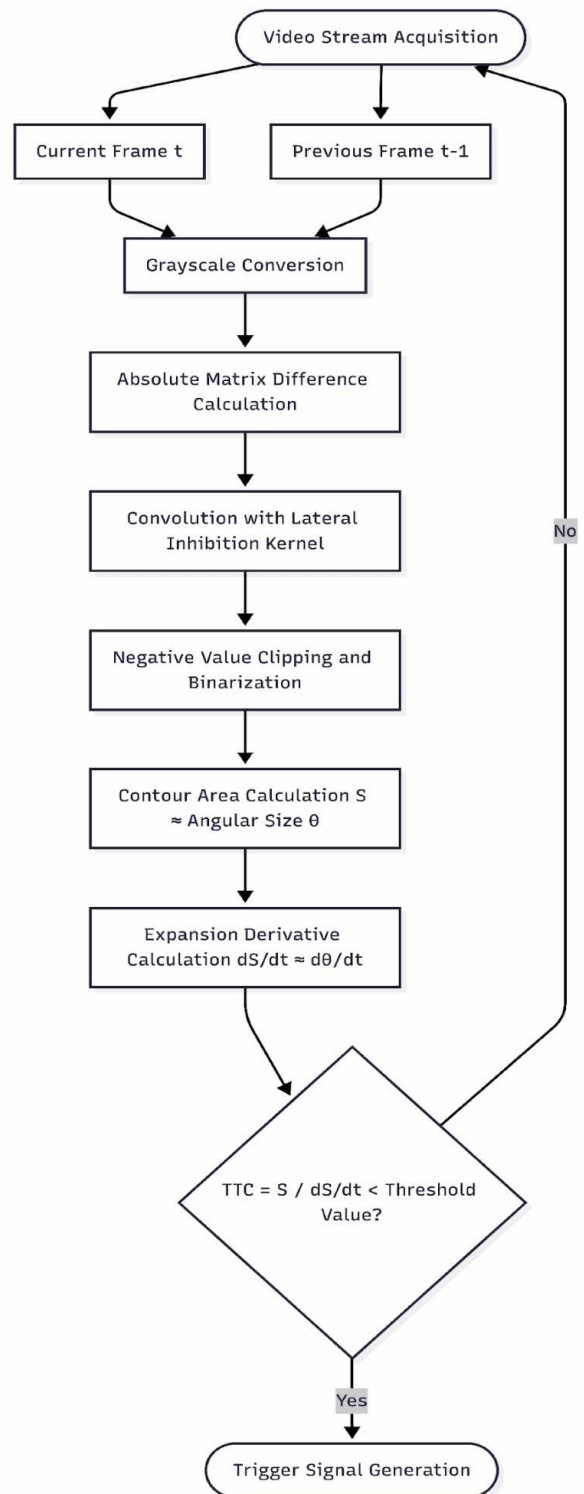 Video Stream Acquisition
Current Frame t
Previous Frame t-1
Grayscale Conversion
Absolute Matrix Difference
Calculation
Convolution with Lateral
Inhibition Kernel
No
Negative Value Clipping and
Binarization
Contour Area Calculation S
≈ Angular Size θ
Expansion Derivative
Calculation dS/dt ≈ dθ/dt
TTC = S / dS/dt < Threshold
Value?
Yes
Trigger Signal Generation